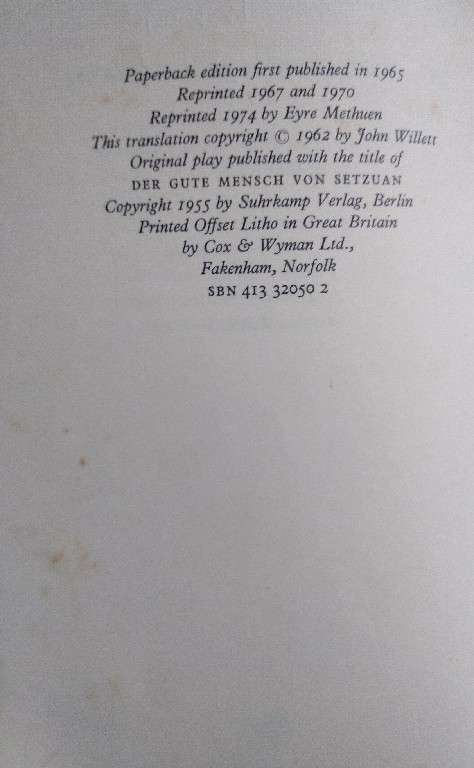 Paperback edition first published in 1965
Reprinted 1967 and 1970
Reprinted 1974 by Eyre Methuen
This translation copyright © 1962 by John Willett
Original play published with the title of
DER GUTE MENSCH VON SETZUAN
Copyright 1955 by Suhrkamp Verlag, Berlin
Printed Offset Litho in Great Britain
by Cox & Wyman Ltd.,
Fakenham, Norfolk
SBN 413 32050 2